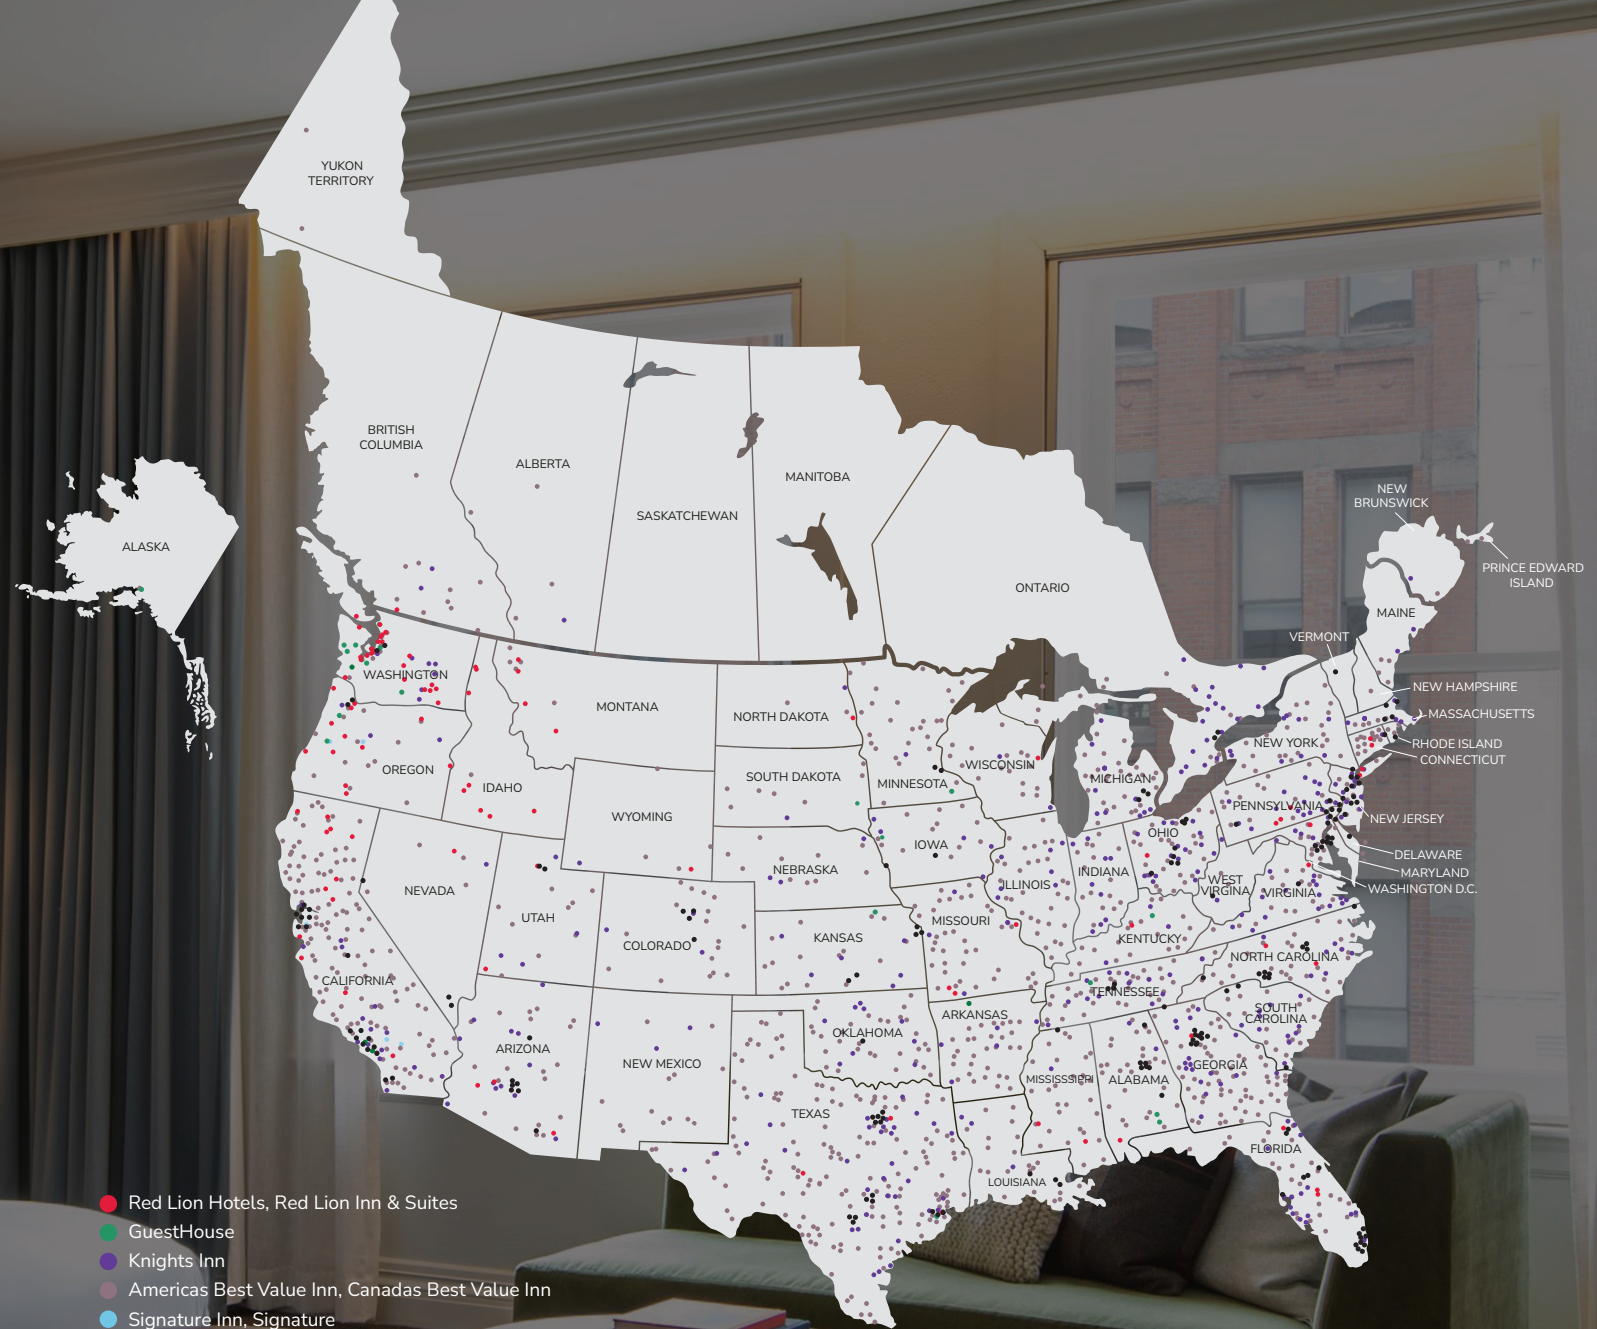 YUKON
TERRITORY
BRITISH
COLUMBIA
ALBERTA
SASKATCHEWAN
MANITOBA
ONTARIO
NEW
BRUNSWICK
PRINCE EDWARD
ISLAND
ALASKA
MAINE
VERMONT
NEW HAMPSHIRE
MASSACHUSETTS
RHODE ISLAND
CONNECTICUT
NEW JERSEY
DELAWARE
MARYLAND
WASHINGTON D.C.
WASHINGTON
MONTANA
NORTH DAKOTA
OREGON
IDAHO
SOUTH DAKOTA
MINNESOTA
WISCONSIN
MICHIGAN
NEW YORK
WYOMING
PENNSYLVANIA
IOWA
OHIO
NEBRASKA
NEVADA
ILLINOIS
INDIANA
WEST
VIRGINA
VIRGINIA
UTAH
COLORADO
KANSAS
MISSOURI
KENTUCKY
CALIFORNIA
NORTH CAROLINA
TENNESSEE
SOUTH
CAROLINA
ARIZONA
NEW MEXICO
OKLAHOMA
ARKANSAS
MISSISSSIPPI
ALABAMA
GEORGIA
TEXAS
LOUISIANA
FLORIDA
Red Lion Hotels, Red Lion Inn & Suites
GuestHouse
Knights Inn
Americas Best Value Inn, Canadas Best Value Inn
Signature Inn, Signature